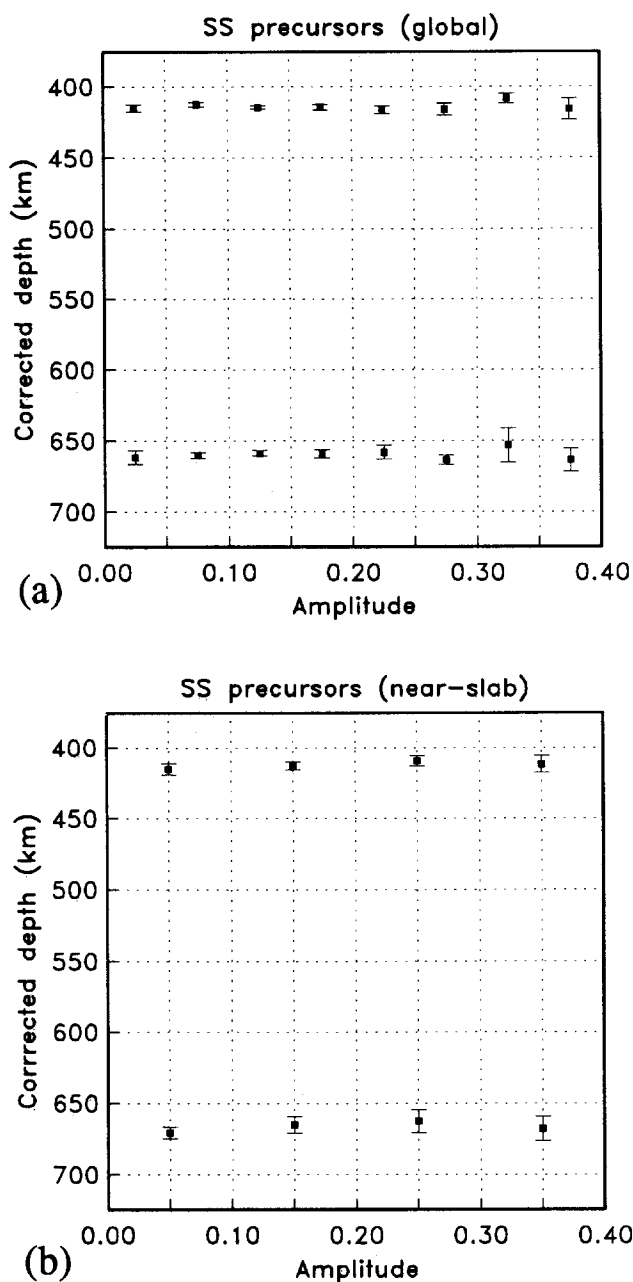 SS precursors (global)
400
450
500
550
600
650
700
Corrrected depth (km)
0.00 0.10 0.20 0.30 0.40
Amplitude
(a)
SS precursors (near-slab)
400
450
500
550
600
650
700
Corrrected depth (km)
0.00 0.10 0.20 0.30 0.40
Amplitude
(b)